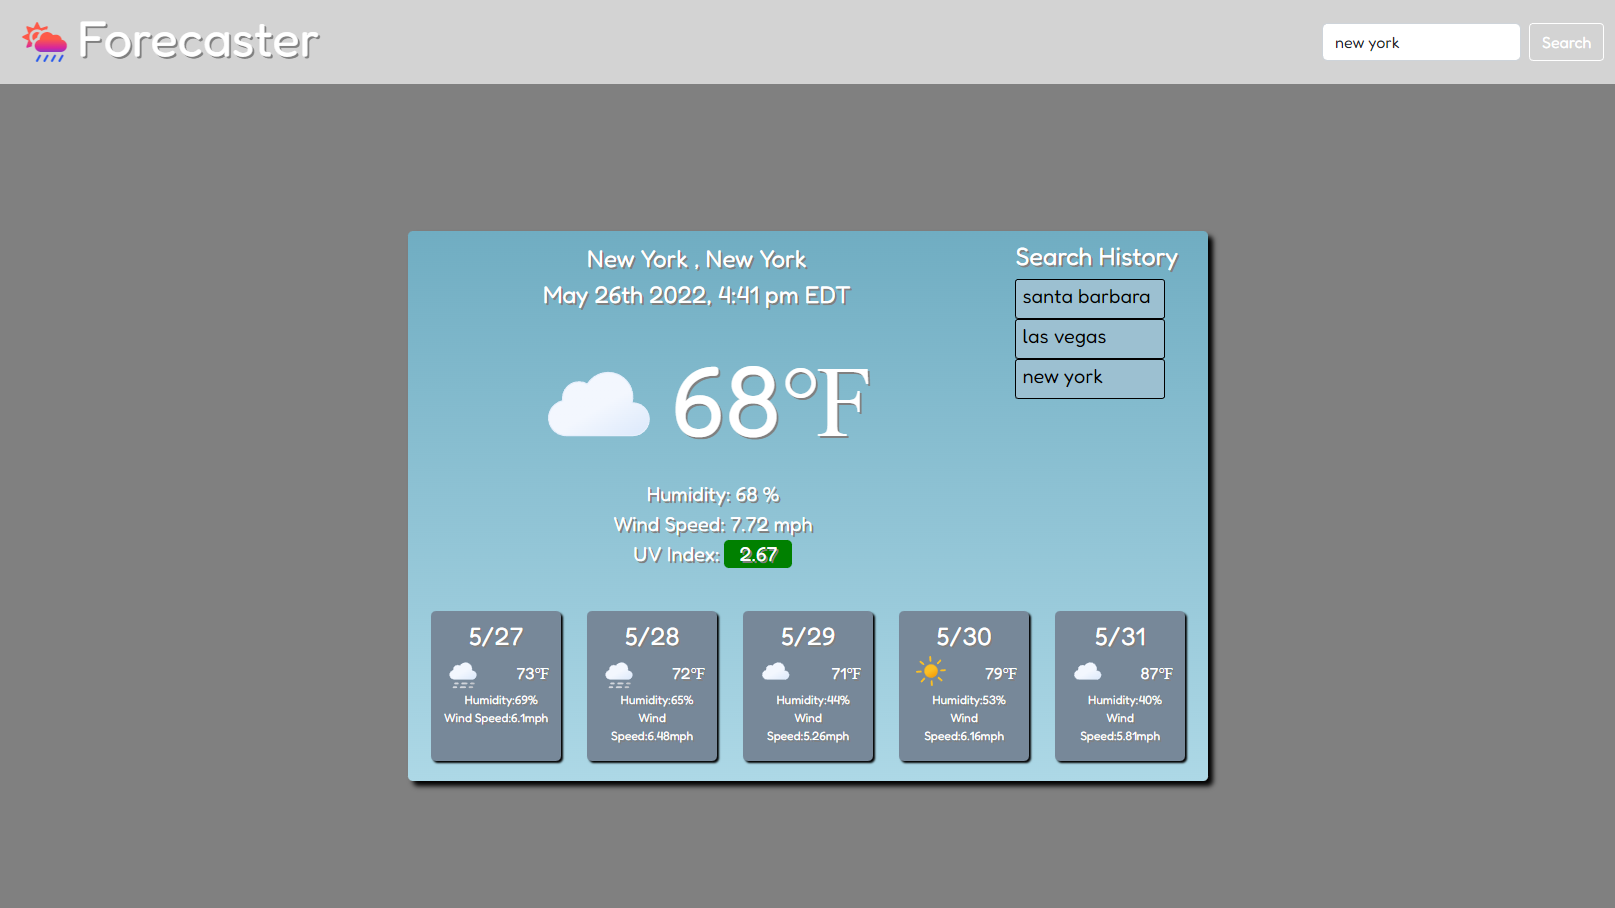 Forecaster
new york
Search
New York , New York
May 26th 2022, 4:41 pm EDT
68°F
Humidity: 68 %
Wind Speed: 7.72 mph
UV Index: 2.67
Search History
santa barbara
las vegas
new york
5/27
73°F
Humidity:69%
Wind Speed:6.1mph
5/28
72°F
Humidity:65%
Wind
Speed:6.48mph
5/29
71°F
Humidity:44%
Wind
Speed:5.26mph
5/30
79°F
Humidity:53%
Wind
Speed:6.16mph
5/31
87°F
Humidity:40%
Wind
Speed:5.81mph